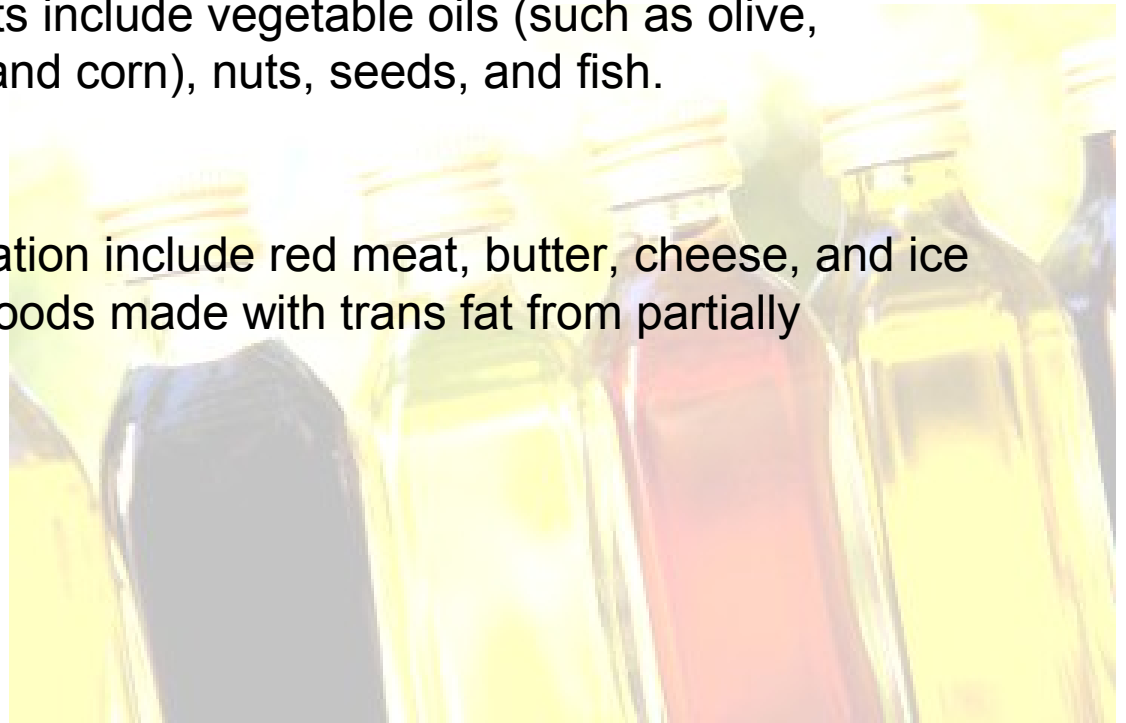 ts include vegetable oils (such as olive,
and corn), nuts, seeds, and fish.
ation include red meat, butter, cheese, and ice
oods made with trans fat from partially